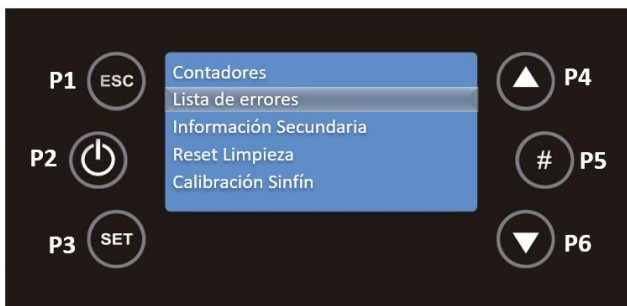 P1 ESC
P2
P3 SET
Contadores
Lista de errores
Información Secundaria
Reset Limpieza
Calibración Sinfín
P4
# P5
P6